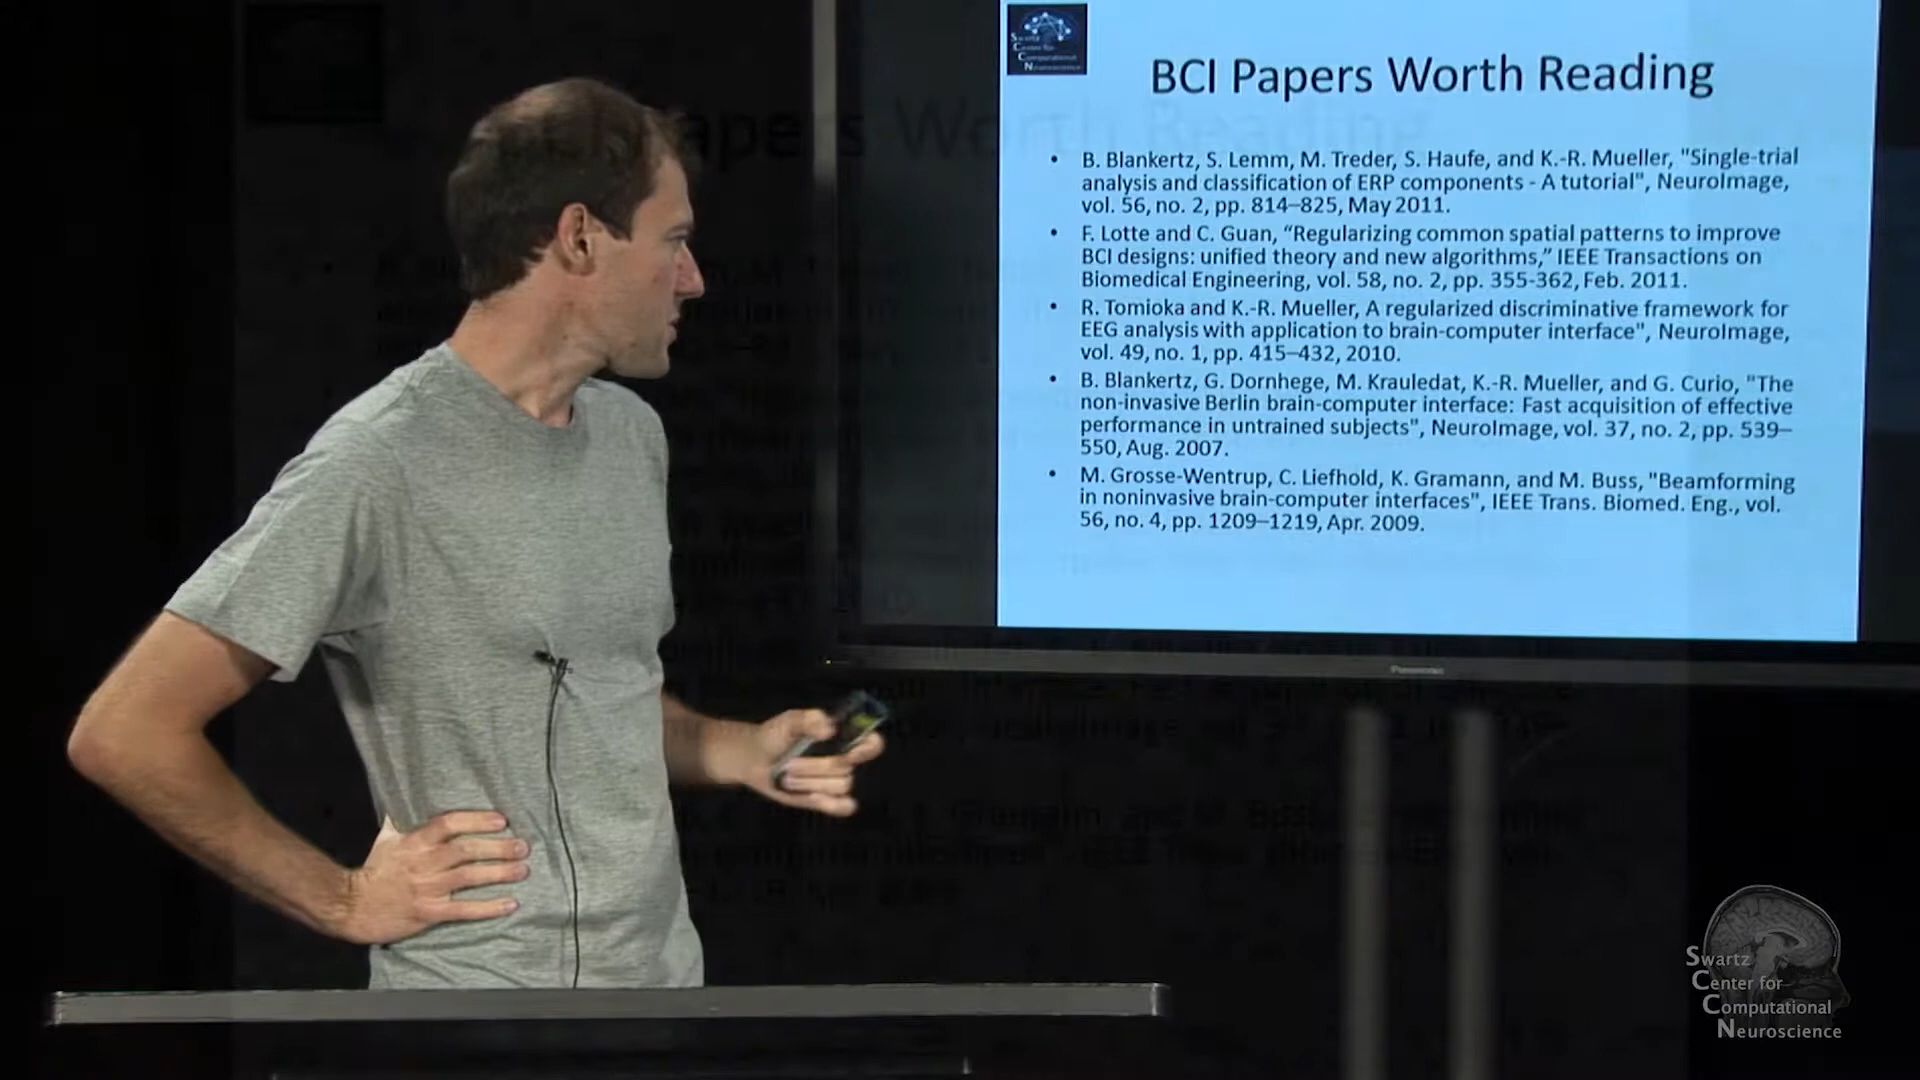 Swartz
Center for
Computational
Neuroscience
BCI Papers Worth Reading
• B. Blankertz, S. Lemm, M. Treder, S. Haufe, and K.-R. Mueller, "Single-trial
analysis and classification of ERP components - A tutorial", NeuroImage,
vol. 56, no. 2, pp. 814–825, May 2011.
• F. Lotte and C. Guan, “Regularizing common spatial patterns to improve
BCI designs: unified theory and new algorithms,” IEEE Transactions on
Biomedical Engineering, vol. 58, no. 2, pp. 355-362, Feb. 2011.
• R. Tomioka and K.-R. Mueller, A regularized discriminative framework for
EEG analysis with application to brain-computer interface", NeuroImage,
vol. 49, no. 1, pp. 415–432, 2010.
• B. Blankertz, G. Dornhege, M. Krauledat, K.-R. Mueller, and G. Curio, "The
non-invasive Berlin brain-computer interface: Fast acquisition of effective
performance in untrained subjects", NeuroImage, vol. 37, no. 2, pp. 539–
550, Aug. 2007.
• M. Grosse-Wentrup, C. Liefhold, K. Gramann, and M. Buss, "Beamforming
in noninvasive brain-computer interfaces", IEEE Trans. Biomed. Eng., vol.
56, no. 4, pp. 1209–1219, Apr. 2009.
Panasonic
Swartz
Center for
Computational
Neuroscience